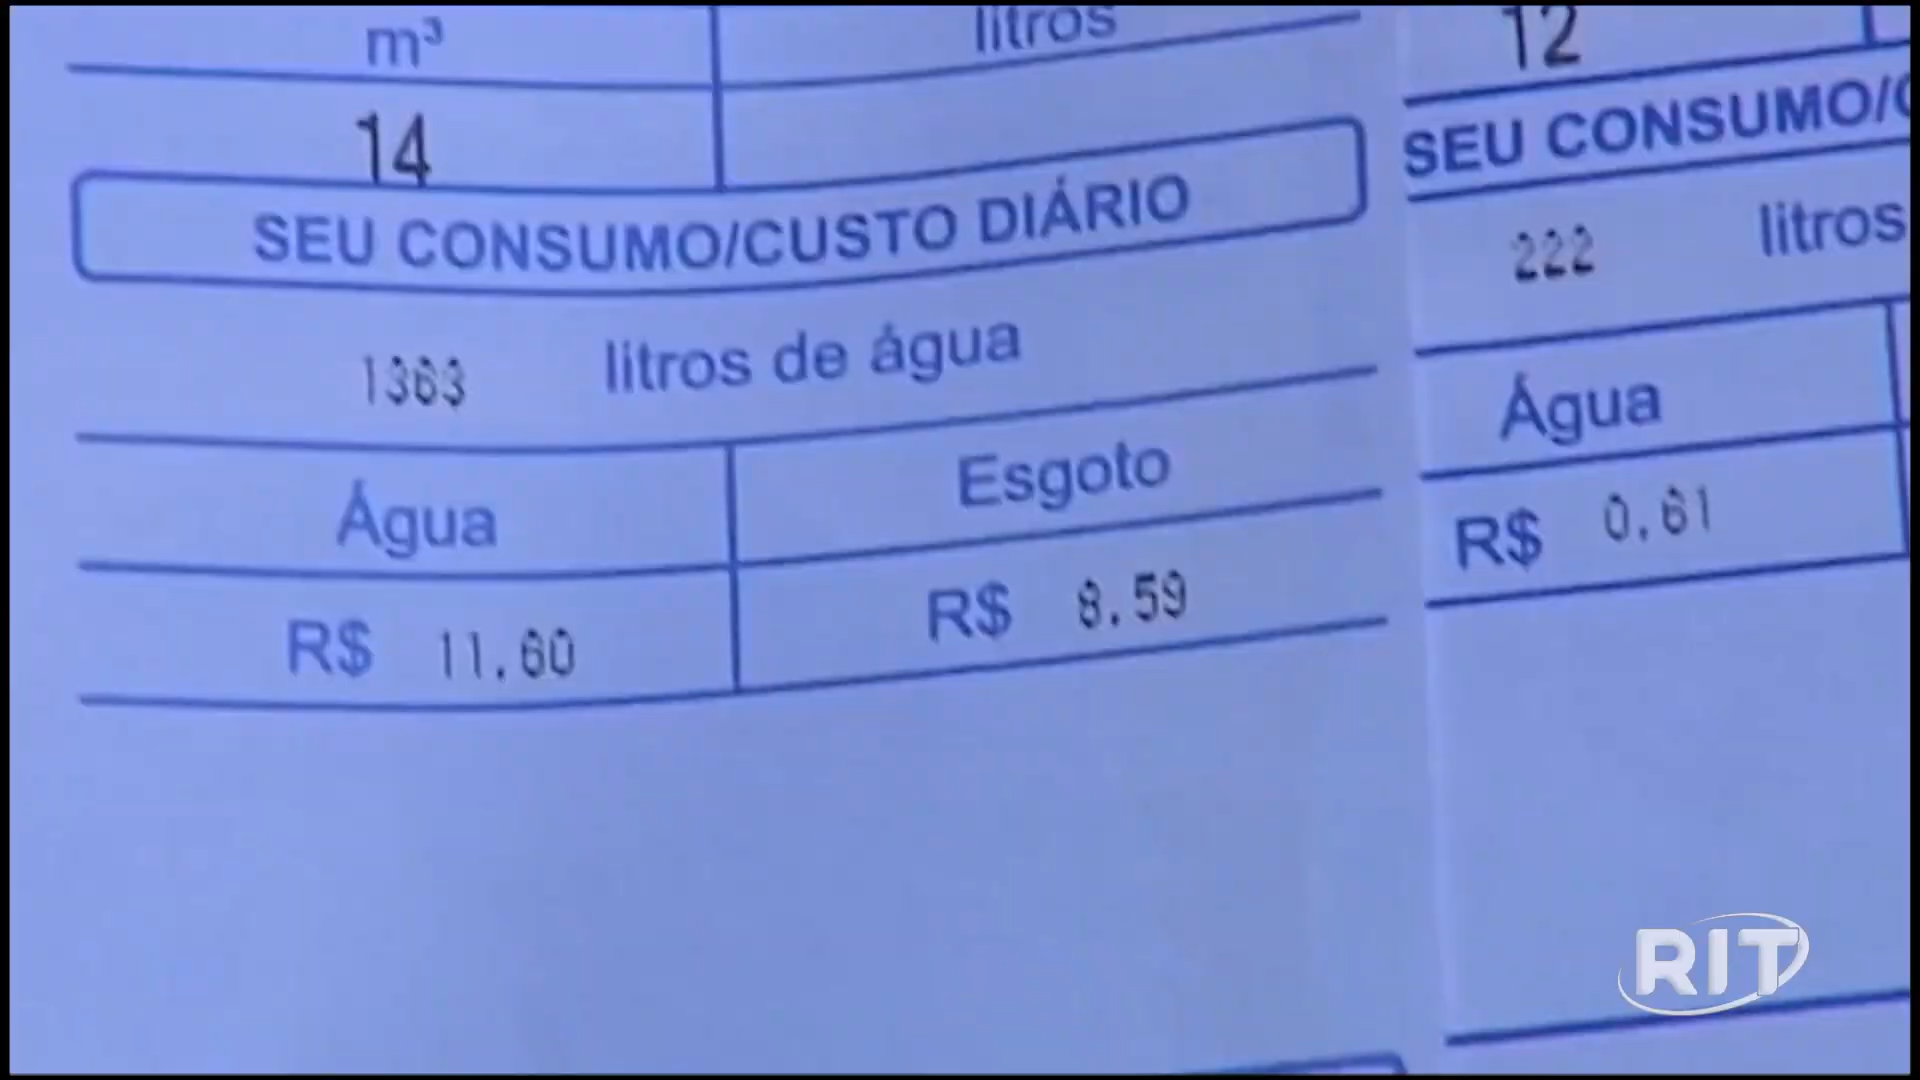 m³ litros
14
SEU CONSUMO/CUSTO DIÁRIO
1363 litros de água
Água Esgoto
R$ 11.60 R$ 8.59
12
SEU CONSUMO/
222 litros
Água
R$ 0.61
RIT